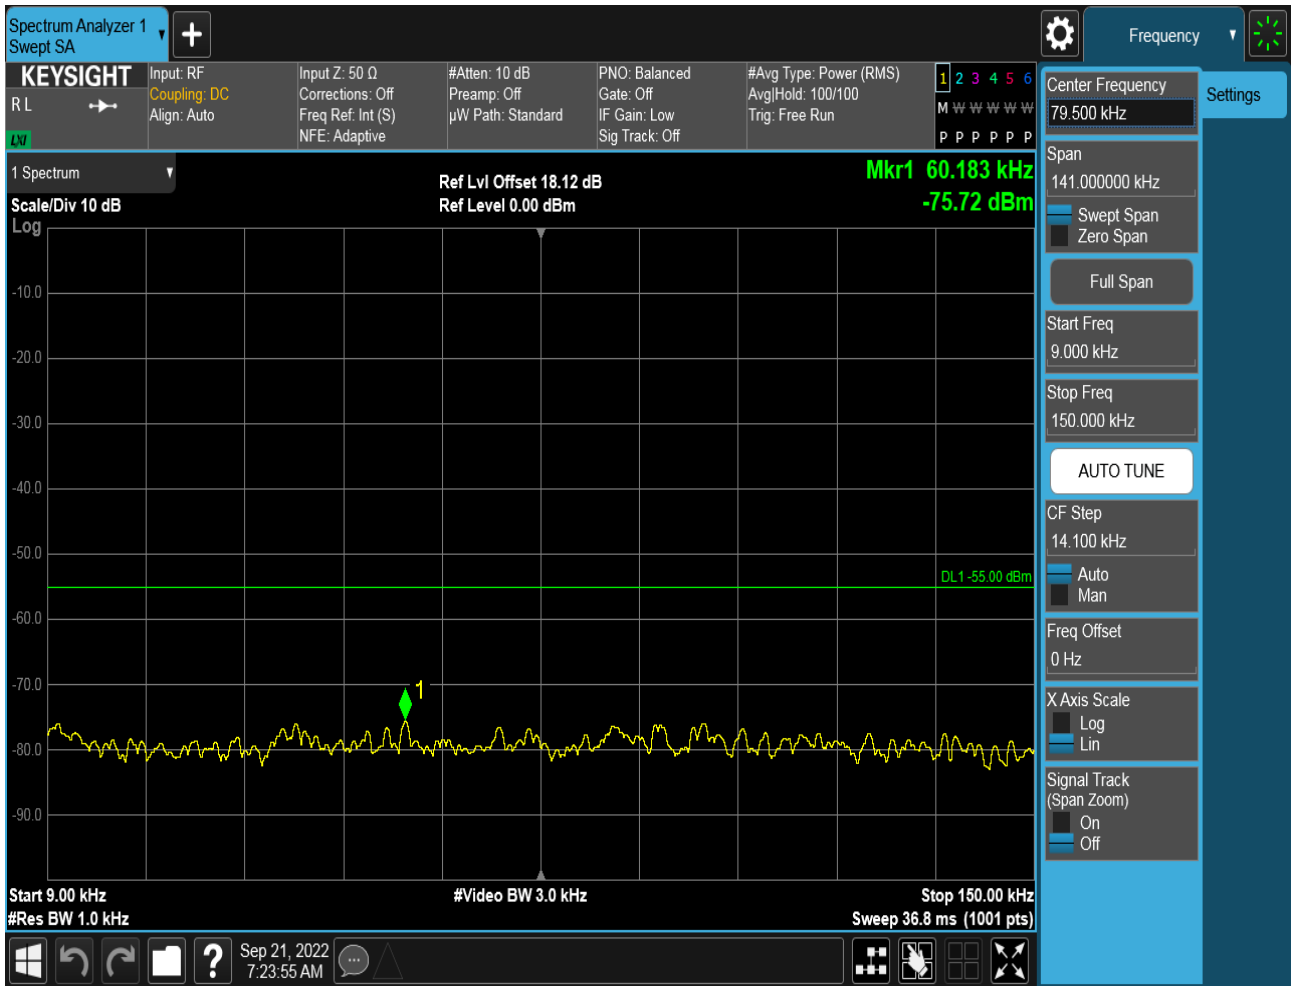 Spectrum Analyzer 1
Swept SA
Frequency
KEYSIGHT
R L
LXI
Input: RF
Coupling: DC
Align: Auto
Input Z: 50 Ω
Corrections: Off
Freq Ref: Int (S)
NFE: Adaptive
#Atten: 10 dB
Preamp: Off
µW Path: Standard
PNO: Balanced
Gate: Off
IF Gain: Low
Sig Track: Off
#Avg Type: Power (RMS)
Avg|Hold: 100/100
Trig: Free Run
1 2 3 4 5 6
M W W W W W
P P P P P P
1 Spectrum
Scale/Div 10 dB
Log
Ref Lvl Offset 18.12 dB
Ref Level 0.00 dBm
Mkr1 60.183 kHz
-75.72 dBm
-10.0
-20.0
-30.0
-40.0
-50.0
DL1 -55.00 dBm
-60.0
-70.0
1
-80.0
-90.0
Start 9.00 kHz
#Video BW 3.0 kHz
Stop 150.00 kHz
#Res BW 1.0 kHz
Sweep 36.8 ms (1001 pts)
Sep 21, 2022
7:23:55 AM
Center Frequency
79.500 kHz
Settings
Span
141.000000 kHz
Swept Span
Zero Span
Full Span
Start Freq
9.000 kHz
Stop Freq
150.000 kHz
AUTO TUNE
CF Step
14.100 kHz
Auto
Man
Freq Offset
0 Hz
X Axis Scale
Log
Lin
Signal Track
(Span Zoom)
On
Off